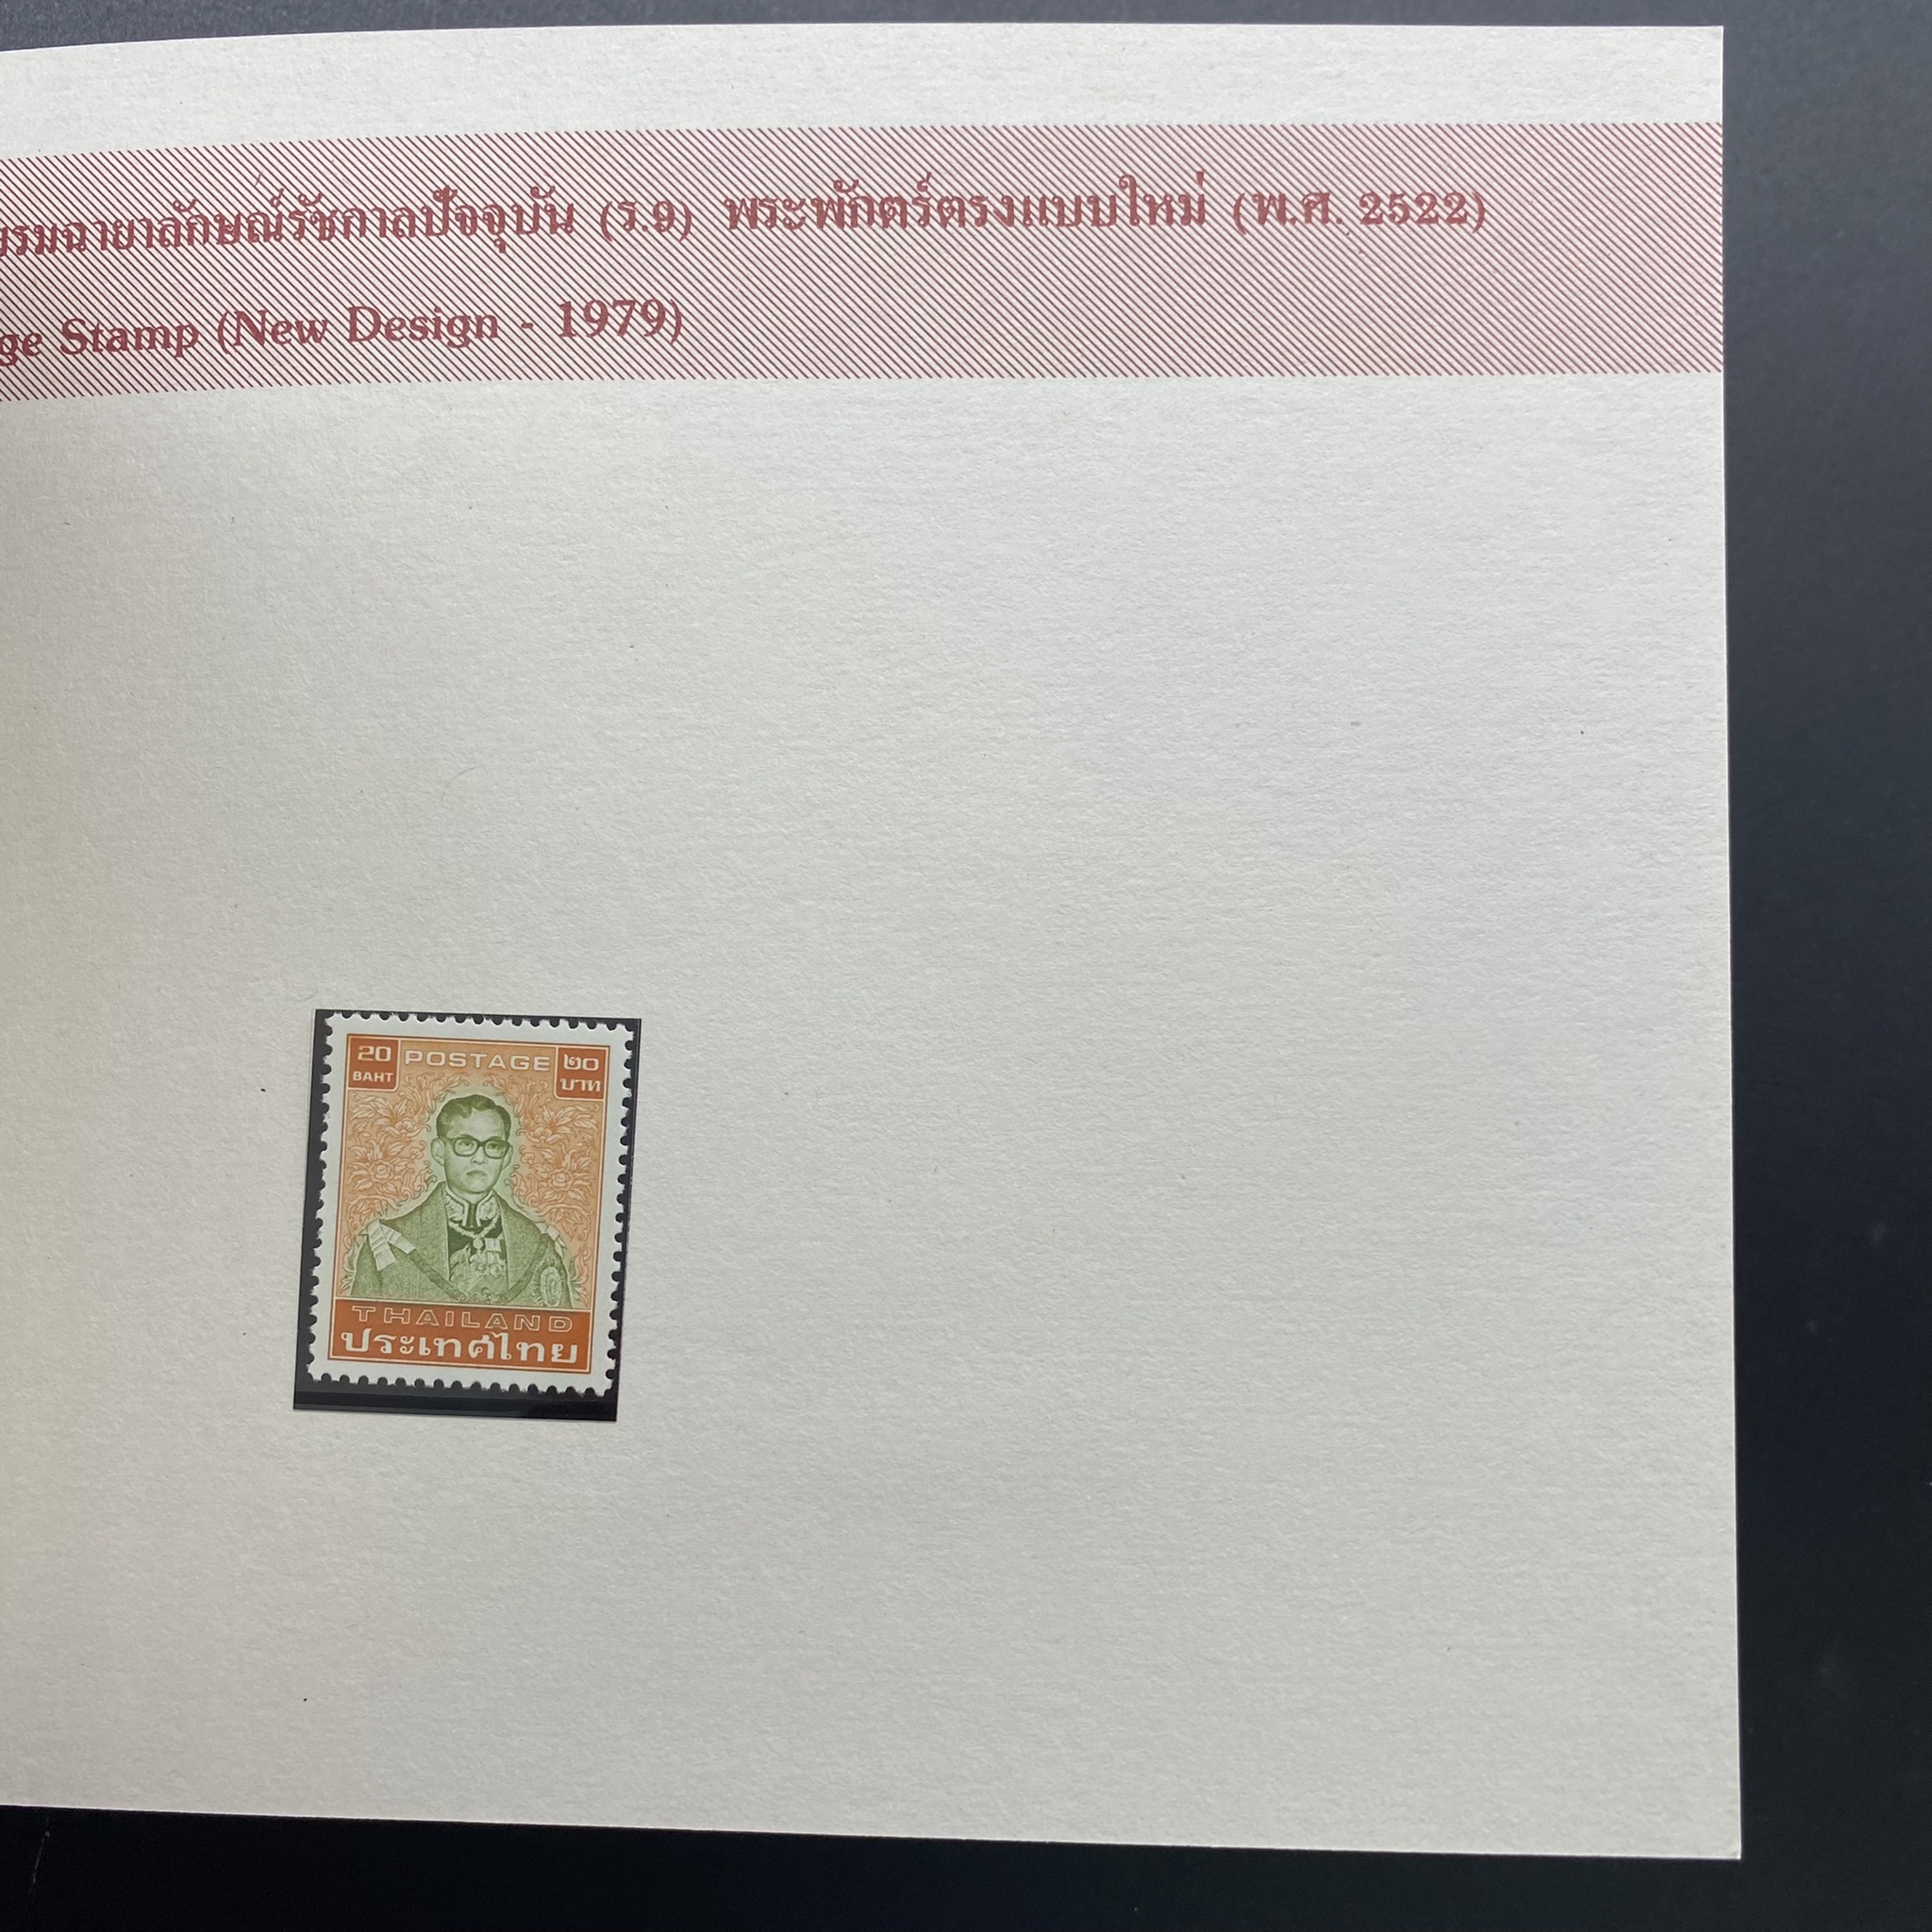 บรมฉายาลักษณ์รัชกาลปัจจุบัน (ร.๑) พระพักตร์ตรงแบบใหม่ (พ.ศ. 2522)
ge Stamp (New Design - 1979)
20 POSTAGE ๒๐
BAHT บาท
THAILAND
ประเทศไทย